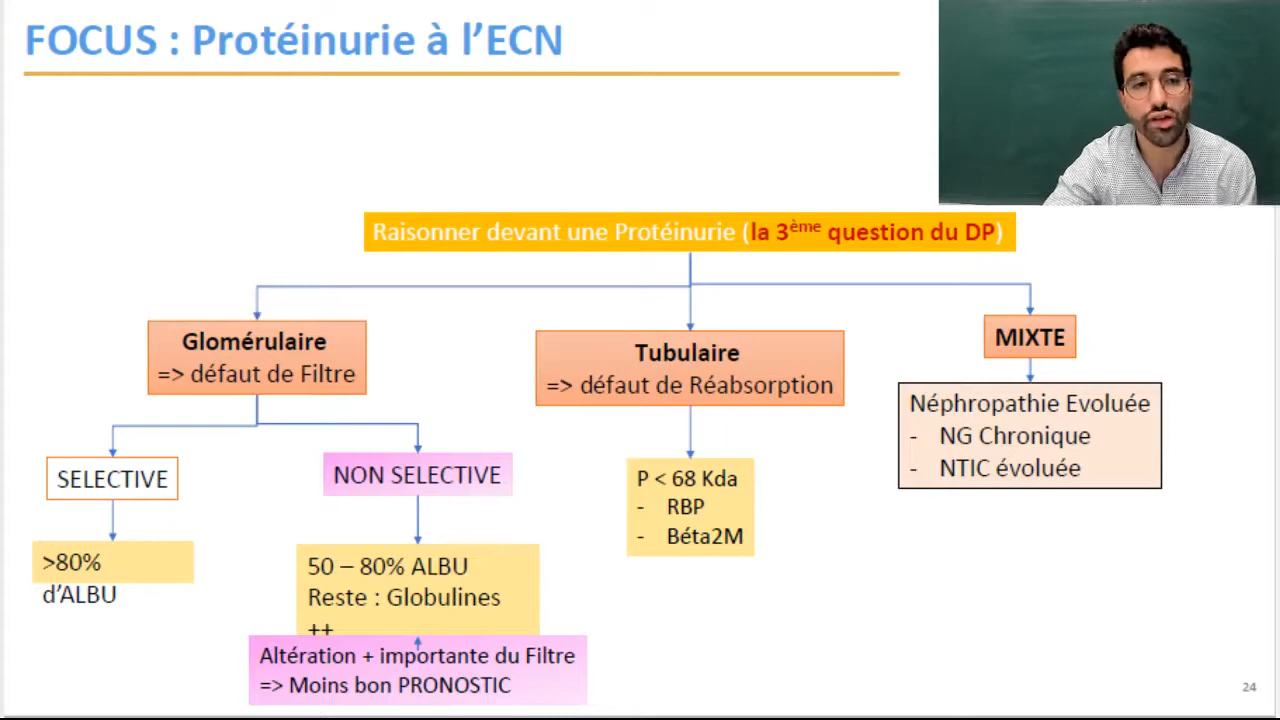 FOCUS : Protéinurie à l'ECN
Raisonner devant une Protéinurie (la 3ème question du DP)
Glomérulaire
=> défaut de Filtre
Tubulaire
=> défaut de Réabsorption
MIXTE
Néphropathie Evoluée
- NG Chronique
- NTIC évoluée
SELECTIVE
NON SELECTIVE
P < 68 Kda
- RBP
- Béta2M
>80%
d'ALBU
50 – 80% ALBU
Reste : Globulines
++
Altération + importante du Filtre
=> Moins bon PRONOSTIC
24